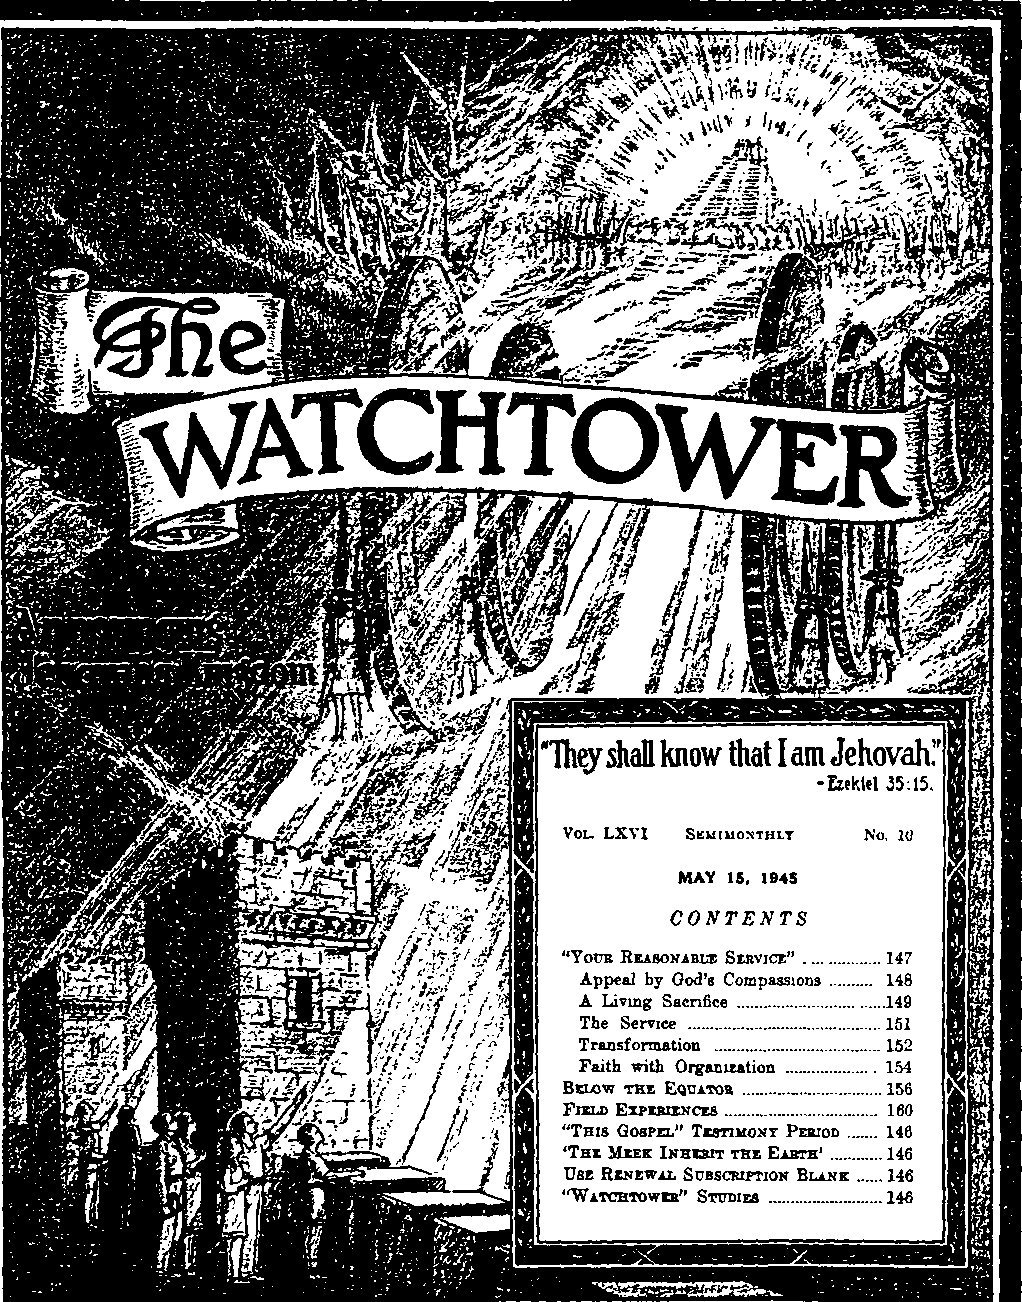 The
WATCHTOWER
"They shall know that I am Jehovah."
-Ezekiel 35:15.
VOL. LXVI SEMIMONTHLY No. 10
MAY 15, 1945
CONTENTS
"YOUR REASONABLE SERVICE" ................ 147
Appeal by God's Compassions .......... 148
A Living Sacrifice ................................149
The Service .......................................... 151
Transformation .................................... 152
Faith with Organization .................... 154
BELOW THE EQUATOR .............................. 156
FIELD EXPERIENCES ................................. 160
"THIS GOSPEL" TESTIMONY PERIOD ....... 146
'THE MEEK INHERIT THE EARTH' ........... 146
USE RENEWAL SUBSCRIPTION BLANK ...... 146
"WATCHTOWER" STUDIES ......................... 146